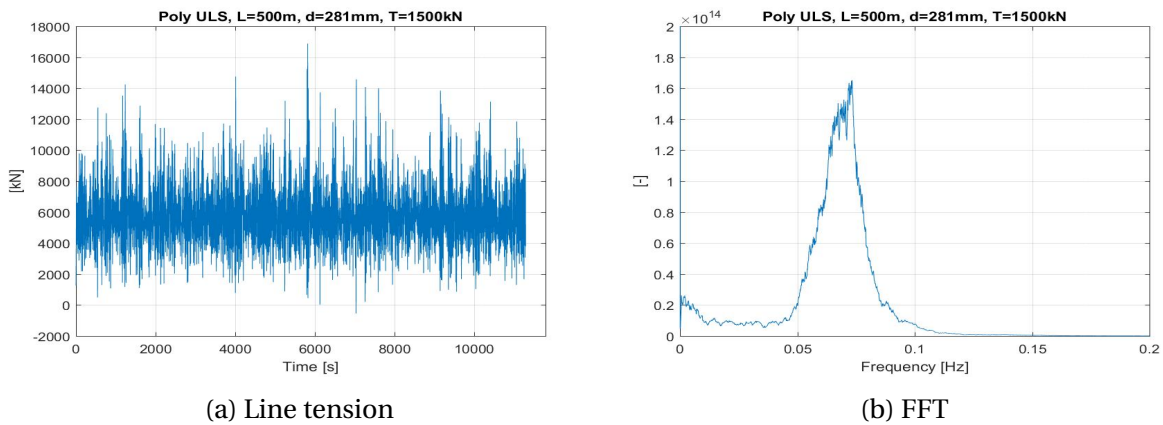 Poly ULS, L=500m, d=281mm, T=1500kN
18000
16000
14000
12000
10000
8000
6000
4000
2000
0
-2000
[kN]
0 2000 4000 6000 8000 10000
Time [s]
(a) Line tension
Poly ULS, L=500m, d=281mm, T=1500kN
×10^14
2
1.8
1.6
1.4
1.2
1
0.8
0.6
0.4
0.2
0
[-]
0 0.05 0.1 0.15 0.2
Frequency [Hz]
(b) FFT